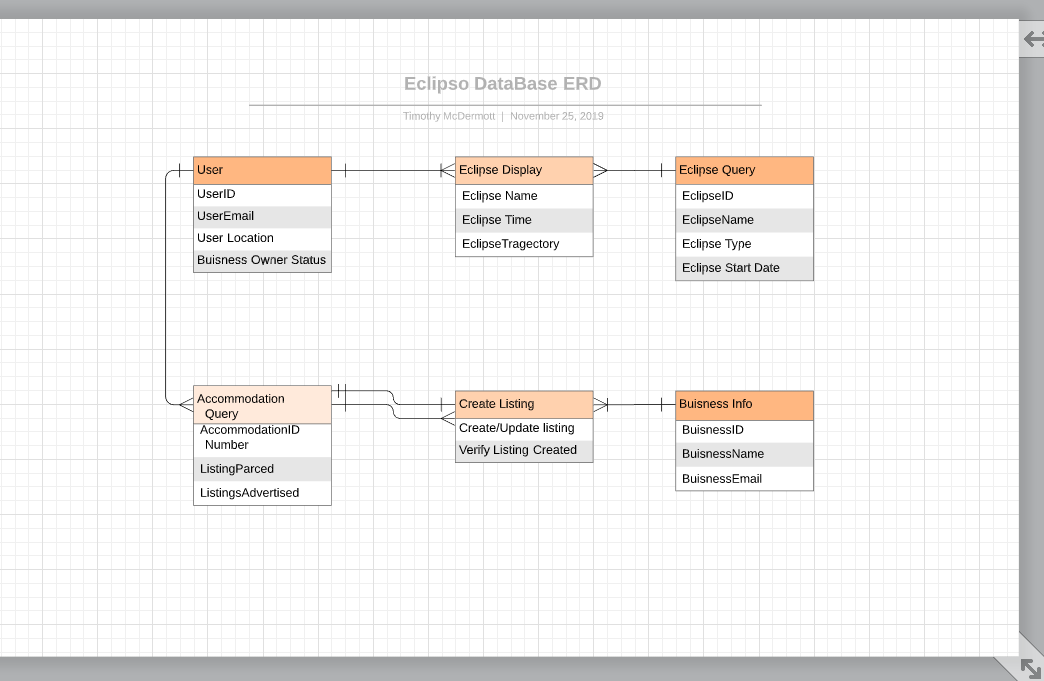 Eclipso DataBase ERD
Timothy McDermott | November 25, 2019
User
UserID
UserEmail
User Location
Buisness Owner Status
Eclipse Display
Eclipse Name
Eclipse Time
EclipseTragectory
Eclipse Query
EclipseID
EclipseName
Eclipse Type
Eclipse Start Date
Accommodation
Query
AccommodationID
Number
ListingParced
ListingsAdvertised
Create Listing
Create/Update listing
Verify Listing Created
Buisness Info
BuisnessID
BuisnessName
BuisnessEmail